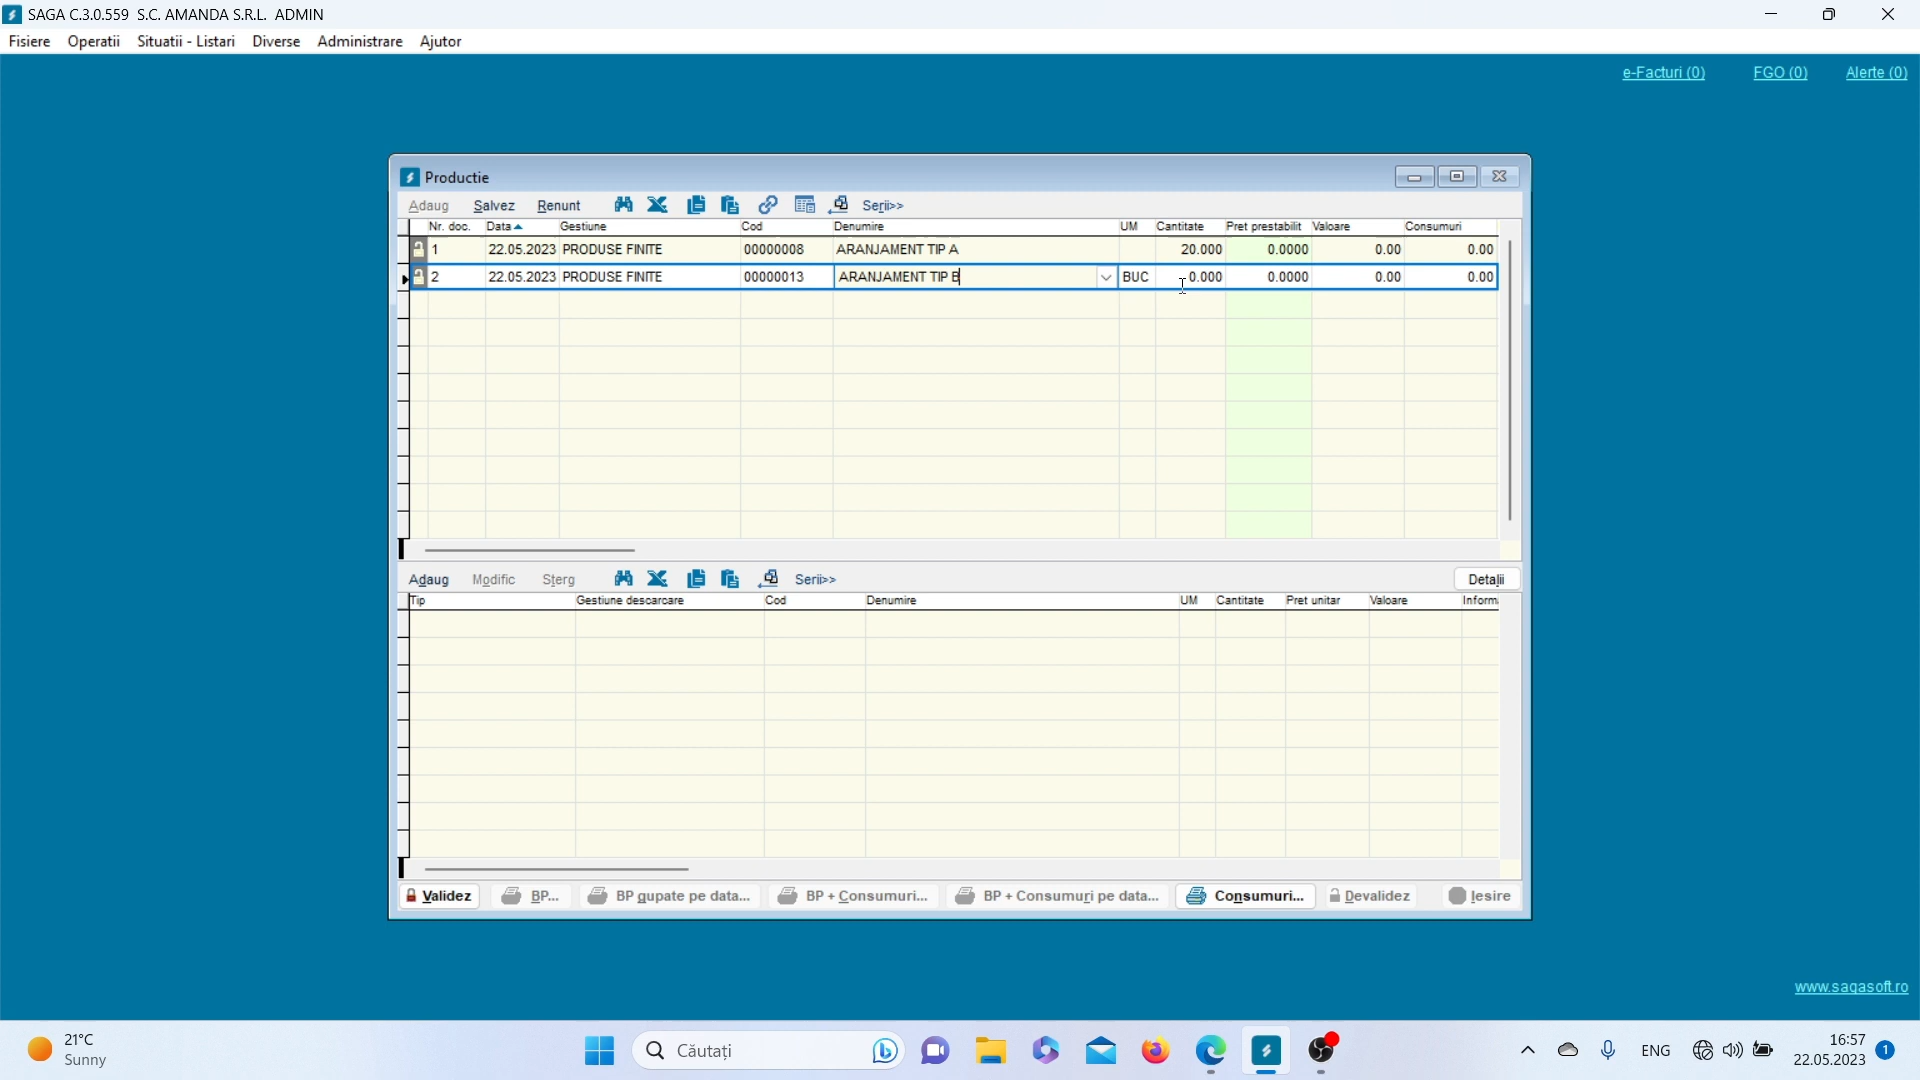 SAGA C.3.0.559 S.C. AMANDA S.R.L. ADMIN
Fisiere Operatii Situatii - Listari Diverse Administrare Ajutor
e-Facturi (0) FGO (0) Alerte (0)
Productie
Adaug Salvez Renunt Serii>>
Nr. doc. Data Gestiune Cod Denumire UM Cantitate Pret prestabilit Valoare Consumuri
1 22.05.2023 PRODUSE FINITE 00000008 ARANJAMENT TIP A 20.000 0.0000 0.00 0.00
2 22.05.2023 PRODUSE FINITE 00000013 ARANJAMENT TIP B BUC 0.000 0.0000 0.00 0.00
Adaug Modific Sterg Serii>> Detalii
Tip Gestiune descarcare Cod Denumire UM Cantitate Pret unitar Valoare Inform
Validez BP... BP gupate pe data... BP + Consumuri... BP + Consumuri pe data... Consumuri... Devalidez Iesire
www.sagasoft.ro
21°C
Sunny
Căutați
ENG
16:57
22.05.2023
1